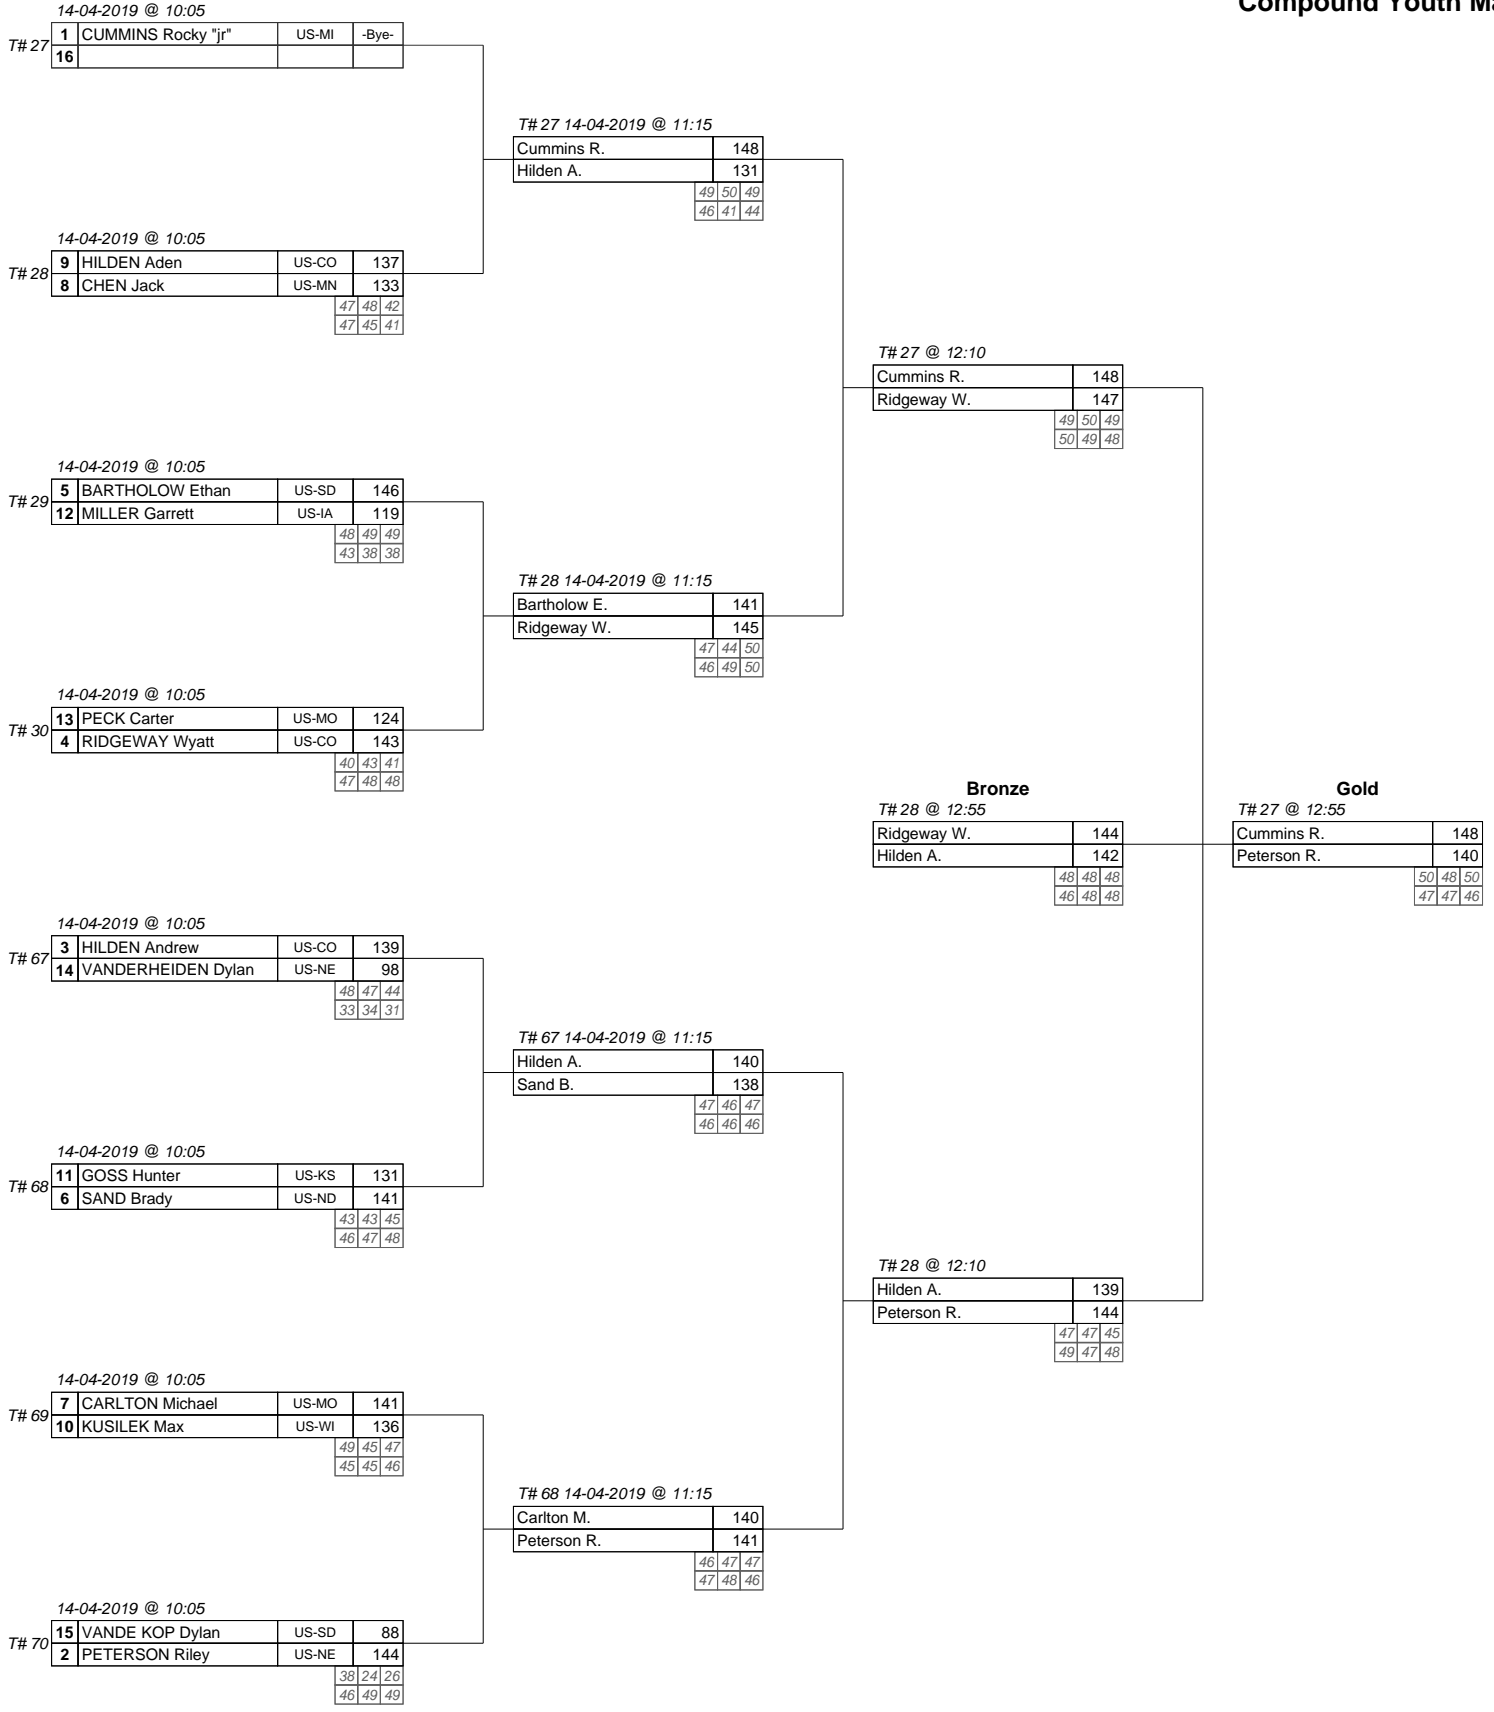 Compound Youth Ma
14-04-2019 @ 10:05
T# 27
1 CUMMINS Rocky "jr" US-MI -Bye-
16
T# 27 14-04-2019 @ 11:15
Cummins R. 148
Hilden A. 131
49 50 49
46 41 44
14-04-2019 @ 10:05
T# 28
9 HILDEN Aden US-CO 137
8 CHEN Jack US-MN 133
47 48 42
47 45 41
T# 27 @ 12:10
Cummins R. 148
Ridgeway W. 147
49 50 49
50 49 48
14-04-2019 @ 10:05
T# 29
5 BARTHOLOW Ethan US-SD 146
12 MILLER Garrett US-IA 119
48 49 49
43 38 38
T# 28 14-04-2019 @ 11:15
Bartholow E. 141
Ridgeway W. 145
47 44 50
46 49 50
14-04-2019 @ 10:05
T# 30
13 PECK Carter US-MO 124
4 RIDGEWAY Wyatt US-CO 143
40 43 41
47 48 48
Bronze
T# 28 @ 12:55
Ridgeway W. 144
Hilden A. 142
48 48 48
46 48 48
Gold
T# 27 @ 12:55
Cummins R. 148
Peterson R. 140
50 48 50
47 47 46
14-04-2019 @ 10:05
T# 67
3 HILDEN Andrew US-CO 139
14 VANDERHEIDEN Dylan US-NE 98
48 47 44
33 34 31
T# 67 14-04-2019 @ 11:15
Hilden A. 140
Sand B. 138
47 46 47
46 46 46
14-04-2019 @ 10:05
T# 68
11 GOSS Hunter US-KS 131
6 SAND Brady US-ND 141
43 43 45
46 47 48
T# 28 @ 12:10
Hilden A. 139
Peterson R. 144
47 47 45
49 47 48
14-04-2019 @ 10:05
T# 69
7 CARLTON Michael US-MO 141
10 KUSILEK Max US-WI 136
49 45 47
45 45 46
T# 68 14-04-2019 @ 11:15
Carlton M. 140
Peterson R. 141
46 47 47
47 48 46
14-04-2019 @ 10:05
T# 70
15 VANDE KOP Dylan US-SD 88
2 PETERSON Riley US-NE 144
38 24 26
46 49 49